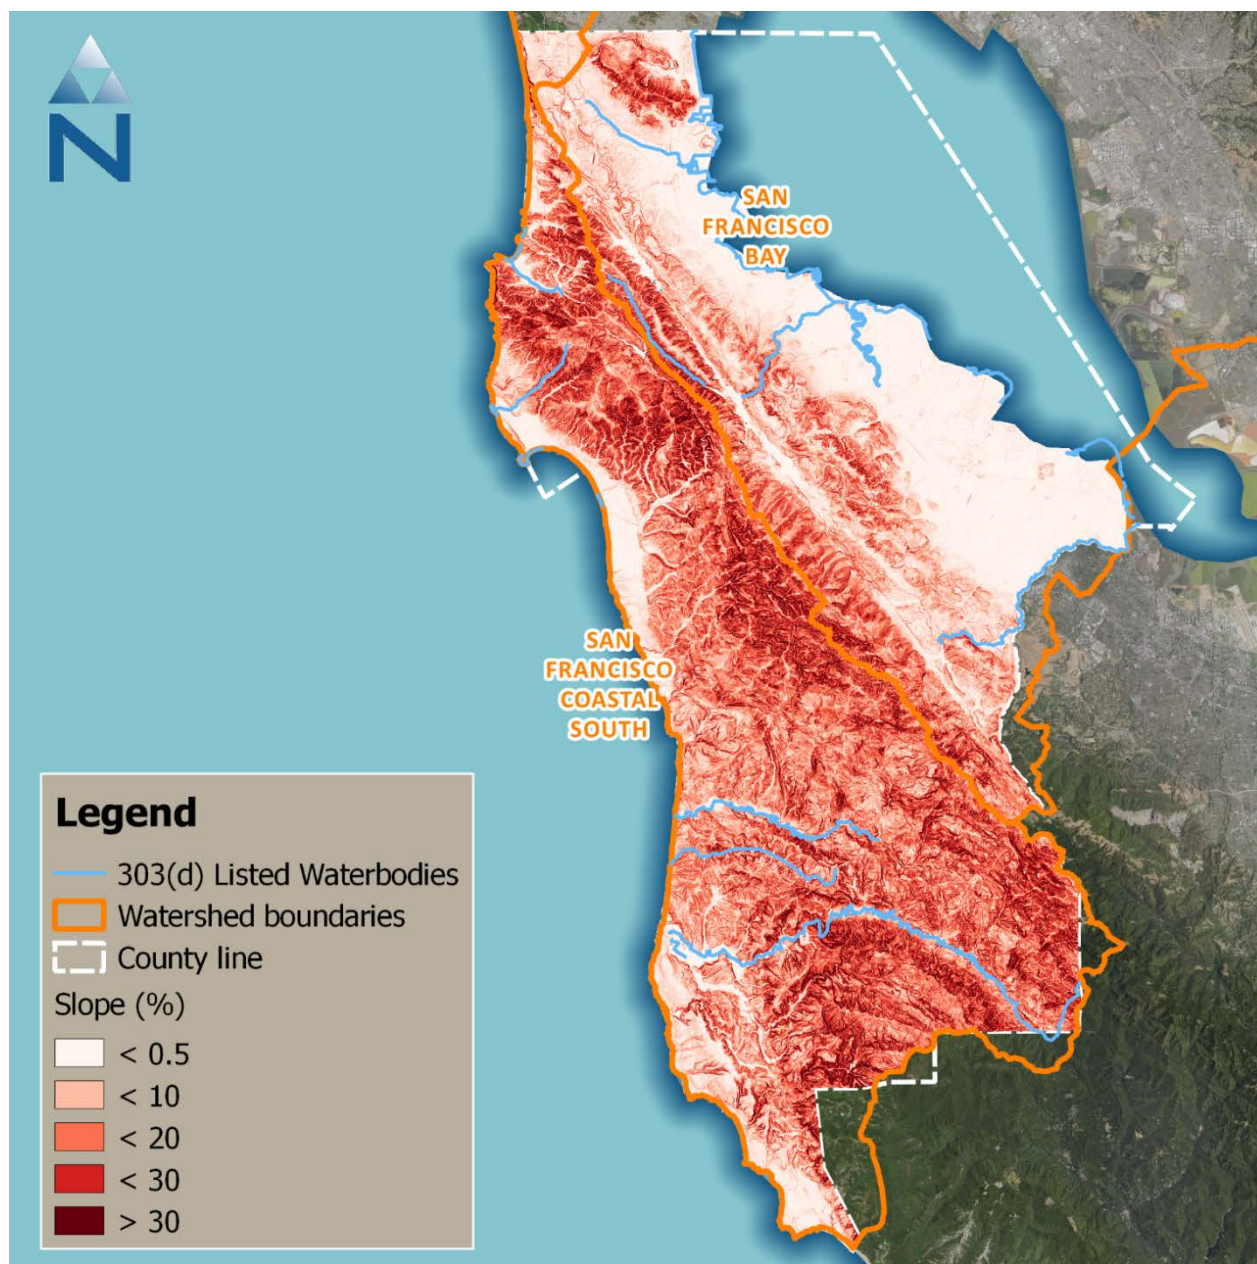 N
SAN
FRANCISCO
BAY
SAN
FRANCISCO
COASTAL
SOUTH
Legend
303(d) Listed Waterbodies
Watershed boundaries
County line
Slope (%)
< 0.5
< 10
< 20
< 30
> 30